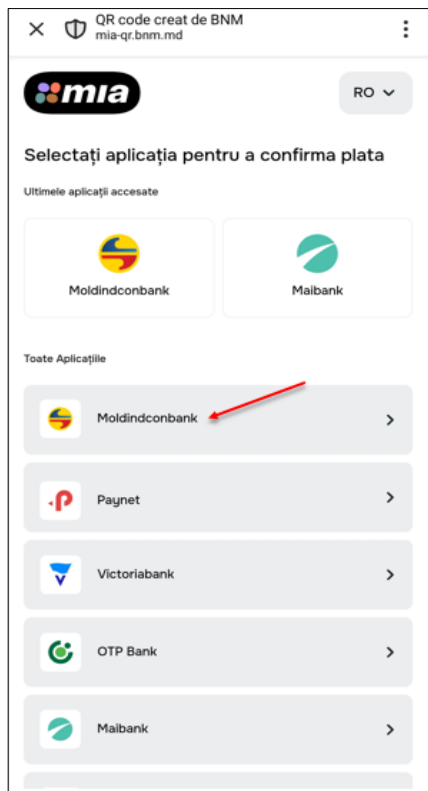 QR code creat de BNM
mia-qr.bnm.md
mia
RO
Selectați aplicația pentru a confirma plata
Ultimele aplicații accesate
Moldindconbank
Maibank
Toate Aplicațiile
Moldindconbank
Paynet
Victoriabank
OTP Bank
Maibank